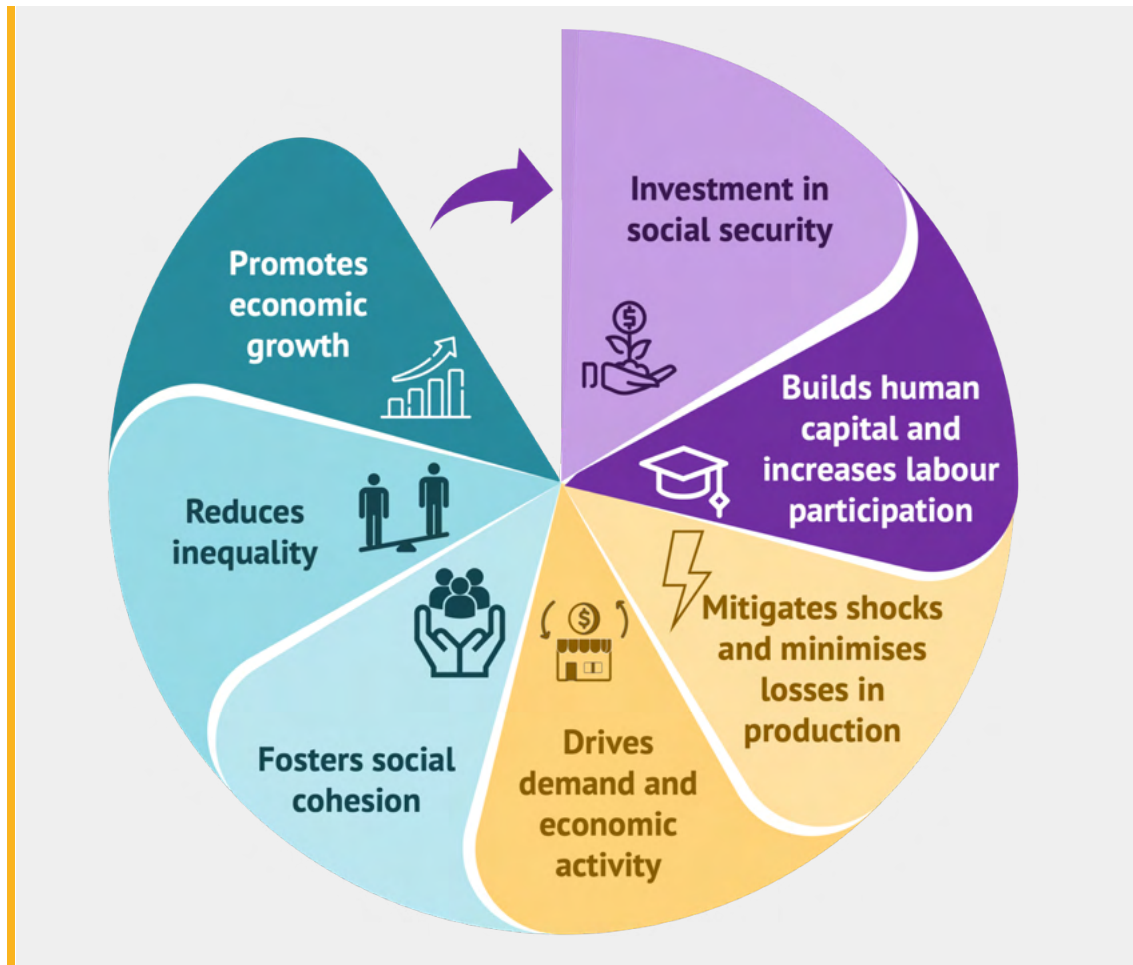 Investment in
social security
Builds human
capital and
increases labour
participation
Mitigates shocks
and minimises
losses in
production
Drives
demand and
economic
activity
Fosters social
cohesion
Reduces
inequality
Promotes
economic
growth